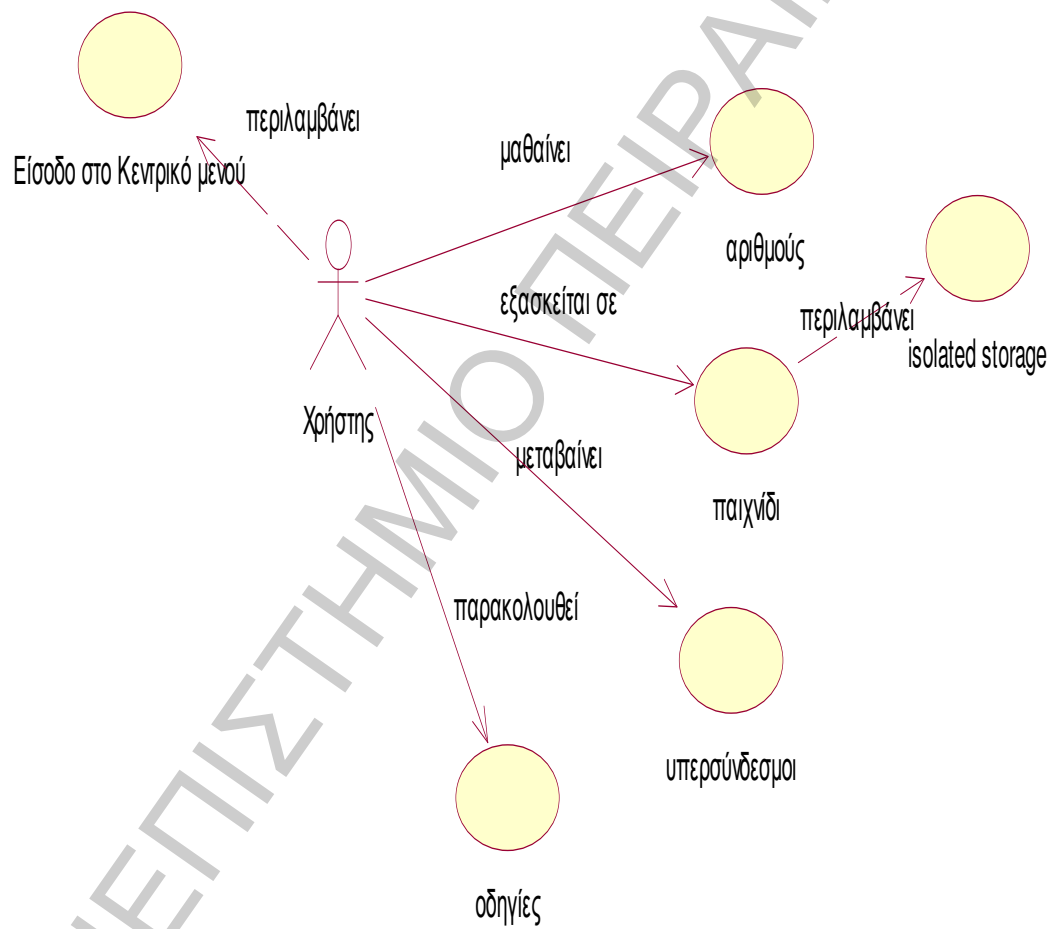 περιλαμβάνει
Είσοδο στο Κεντρικό μενού
μαθαίνει
αριθμούς
εξασκείται σε
περιλαμβάνει
isolated storage
Χρήστης
μεταβαίνει
παιχνίδι
παρακολουθεί
υπερσύνδεσμοι
οδηγίες